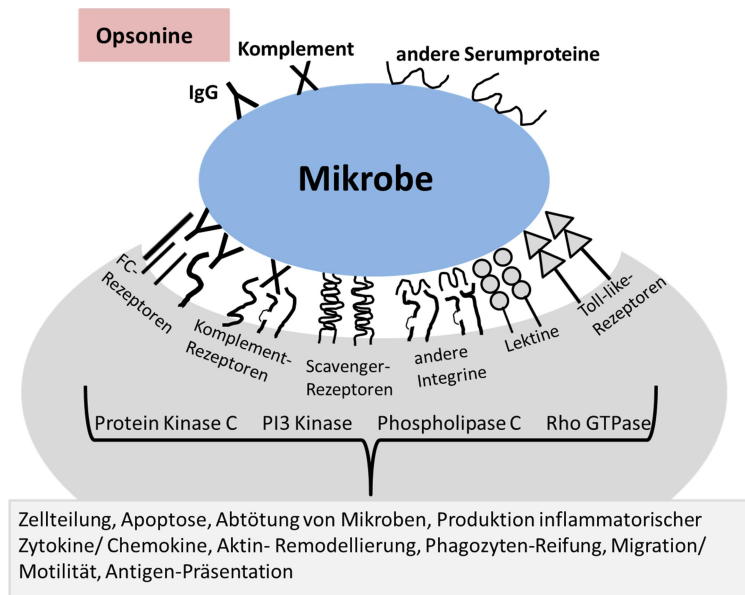 Opsonine
Komplement
andere Serumproteine
IgG
Mikrobe
FC-
Rezeptoren
Komplement-
Rezeptoren
Scavenger-
Rezeptoren
andere
Integrine
Lektine
Toll-like-
Rezeptoren
Protein Kinase C PI3 Kinase Phospholipase C Rho GTPase
Zellteilung, Apoptose, Abtötung von Mikroben, Produktion inflammatorischer
Zytokine/ Chemokine, Aktin- Remodellierung, Phagozyten-Reifung, Migration/
Motilität, Antigen-Präsentation